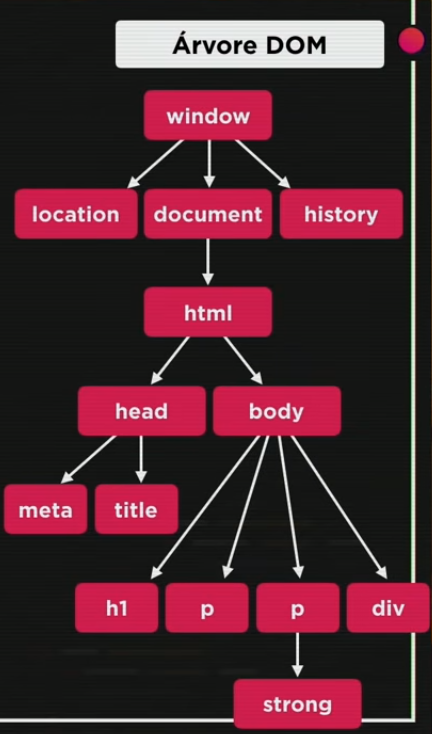 Árvore DOM
window
location document history
html
head body
meta title
h1 p p div
strong